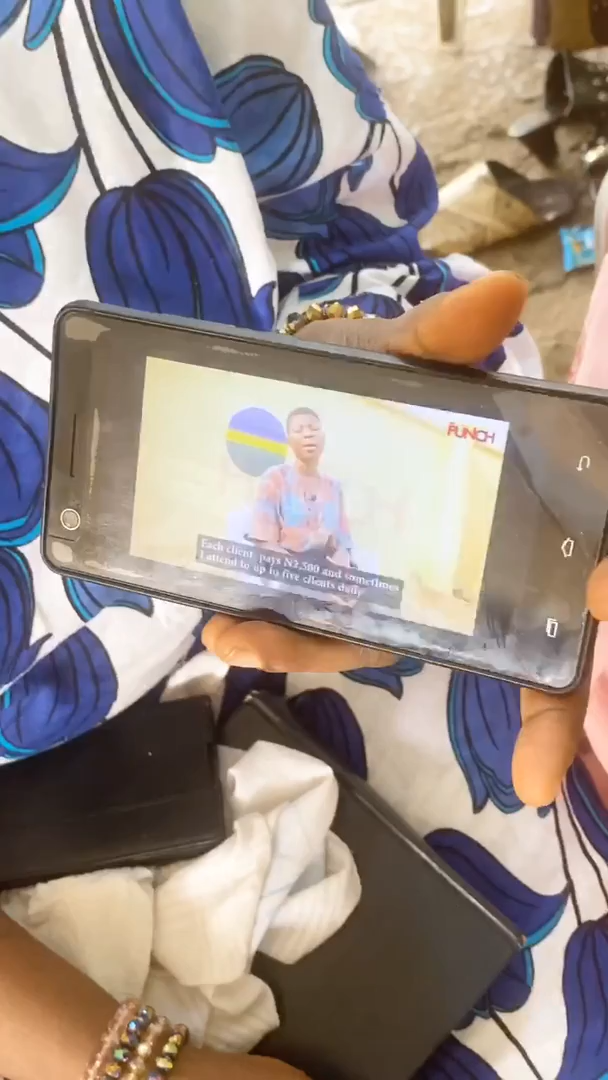 PUNCH
Each client pays N2,500 and sometimes
I attend to up to five clients daily